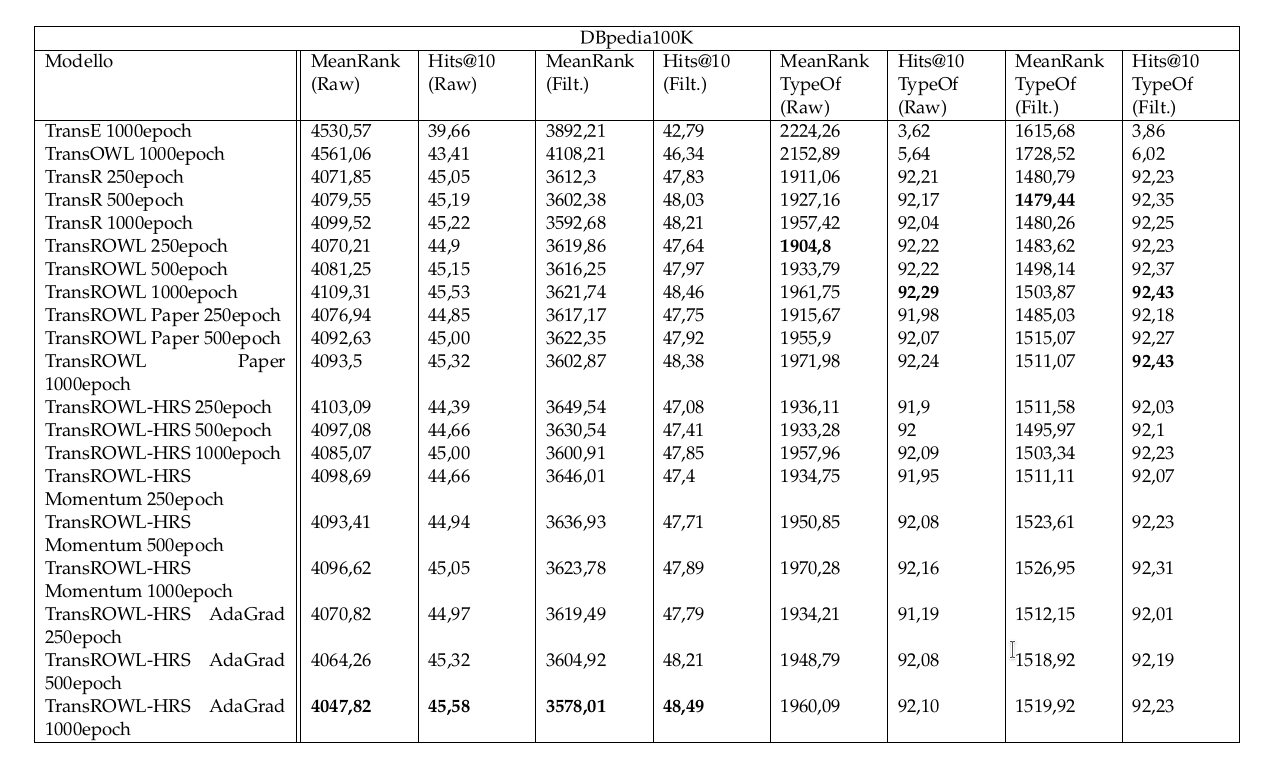 DBpedia100K
Modello MeanRank Hits@10 MeanRank Hits@10 MeanRank Hits@10 MeanRank Hits@10
(Raw) (Raw) (Filt.) (Filt.) TypeOf TypeOf TypeOf TypeOf
(Raw) (Raw) (Filt.) (Filt.)
TransE 1000epoch 4530,57 39,66 3892,21 42,79 2224,26 3,62 1615,68 3,86
TransOWL 1000epoch 4561,06 43,41 4108,21 46,34 2152,89 5,64 1728,52 6,02
TransR 250epoch 4071,85 45,05 3612,3 47,83 1911,06 92,21 1480,79 92,23
TransR 500epoch 4079,55 45,19 3602,38 48,03 1927,16 92,17 1479,44 92,35
TransR 1000epoch 4099,52 45,22 3592,68 48,21 1957,42 92,04 1480,26 92,25
TransROWL 250epoch 4070,21 44,9 3619,86 47,64 1904,8 92,22 1483,62 92,23
TransROWL 500epoch 4081,25 45,15 3616,25 47,97 1933,79 92,22 1498,14 92,37
TransROWL 1000epoch 4109,31 45,53 3621,74 48,46 1961,75 92,29 1503,87 92,43
TransROWL Paper 250epoch 4076,94 44,85 3617,17 47,75 1915,67 91,98 1485,03 92,18
TransROWL Paper 500epoch 4092,63 45,00 3622,35 47,92 1955,9 92,07 1515,07 92,27
TransROWL Paper 4093,5 45,32 3602,87 48,38 1971,98 92,24 1511,07 92,43
1000epoch
TransROWL-HRS 250epoch 4103,09 44,39 3649,54 47,08 1936,11 91,9 1511,58 92,03
TransROWL-HRS 500epoch 4097,08 44,66 3630,54 47,41 1933,28 92 1495,97 92,1
TransROWL-HRS 1000epoch 4085,07 45,00 3600,91 47,85 1957,96 92,09 1503,34 92,23
TransROWL-HRS 4098,69 44,66 3646,01 47,4 1934,75 91,95 1511,11 92,07
Momentum 250epoch
TransROWL-HRS 4093,41 44,94 3636,93 47,71 1950,85 92,08 1523,61 92,23
Momentum 500epoch
TransROWL-HRS 4096,62 45,05 3623,78 47,89 1970,28 92,16 1526,95 92,31
Momentum 1000epoch
TransROWL-HRS AdaGrad 4070,82 44,97 3619,49 47,79 1934,21 91,19 1512,15 92,01
250epoch
TransROWL-HRS AdaGrad 4064,26 45,32 3604,92 48,21 1948,79 92,08 1518,92 92,19
500epoch
TransROWL-HRS AdaGrad 4047,82 45,58 3578,01 48,49 1960,09 92,10 1519,92 92,23
1000epoch